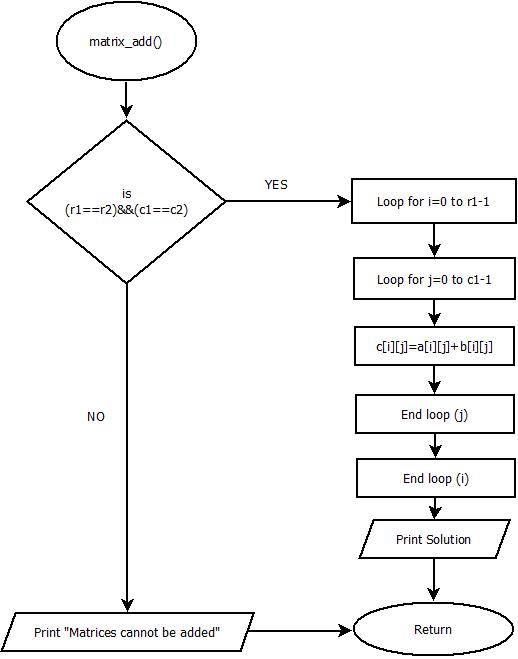 matrix_add()
is
(r1==r2)&&(c1==c2)
YES
Loop for i=0 to r1-1
Loop for j=0 to c1-1
c[i][j]=a[i][j]+b[i][j]
End loop (j)
End loop (i)
Print Solution
NO
Print "Matrices cannot be added"
Return